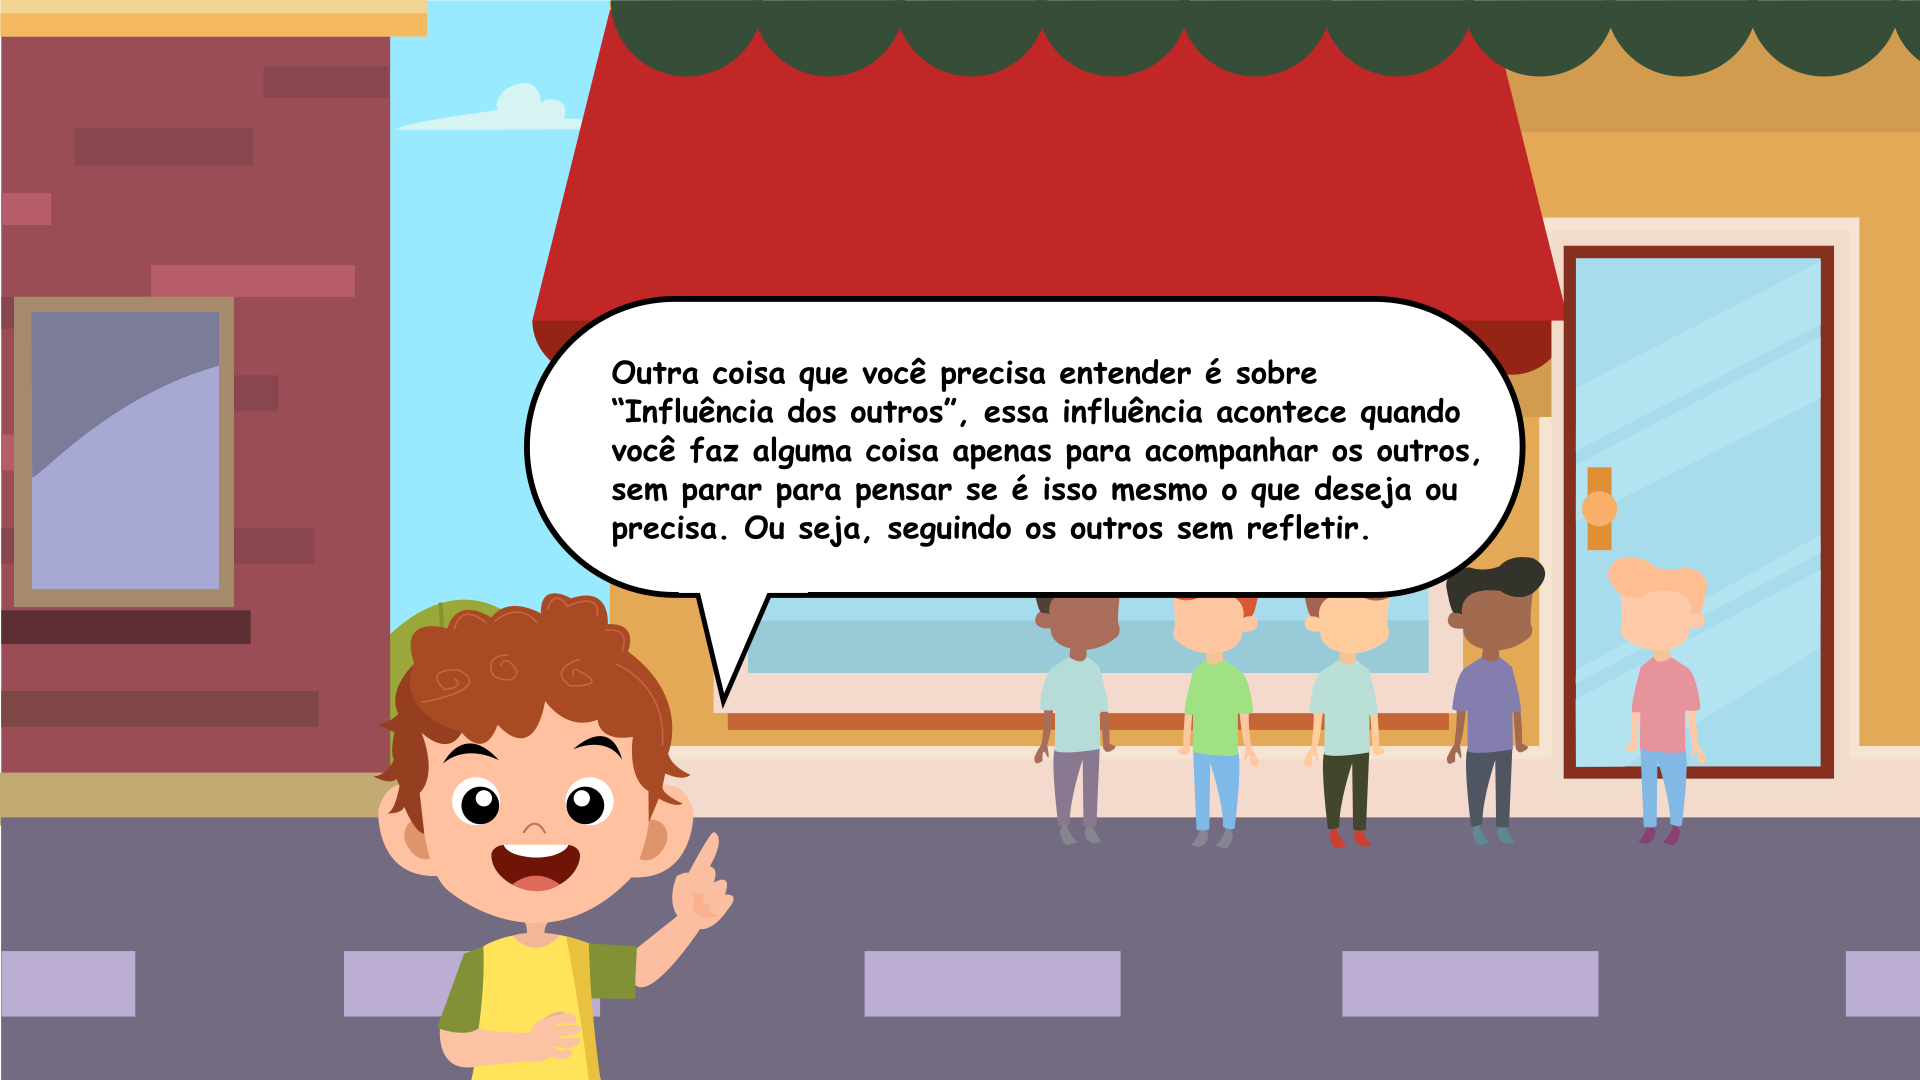 Outra coisa que você precisa entender é sobre
“Influência dos outros”, essa influência acontece quando
você faz alguma coisa apenas para acompanhar os outros,
sem parar para pensar se é isso mesmo o que deseja ou
precisa. Ou seja, seguindo os outros sem refletir.